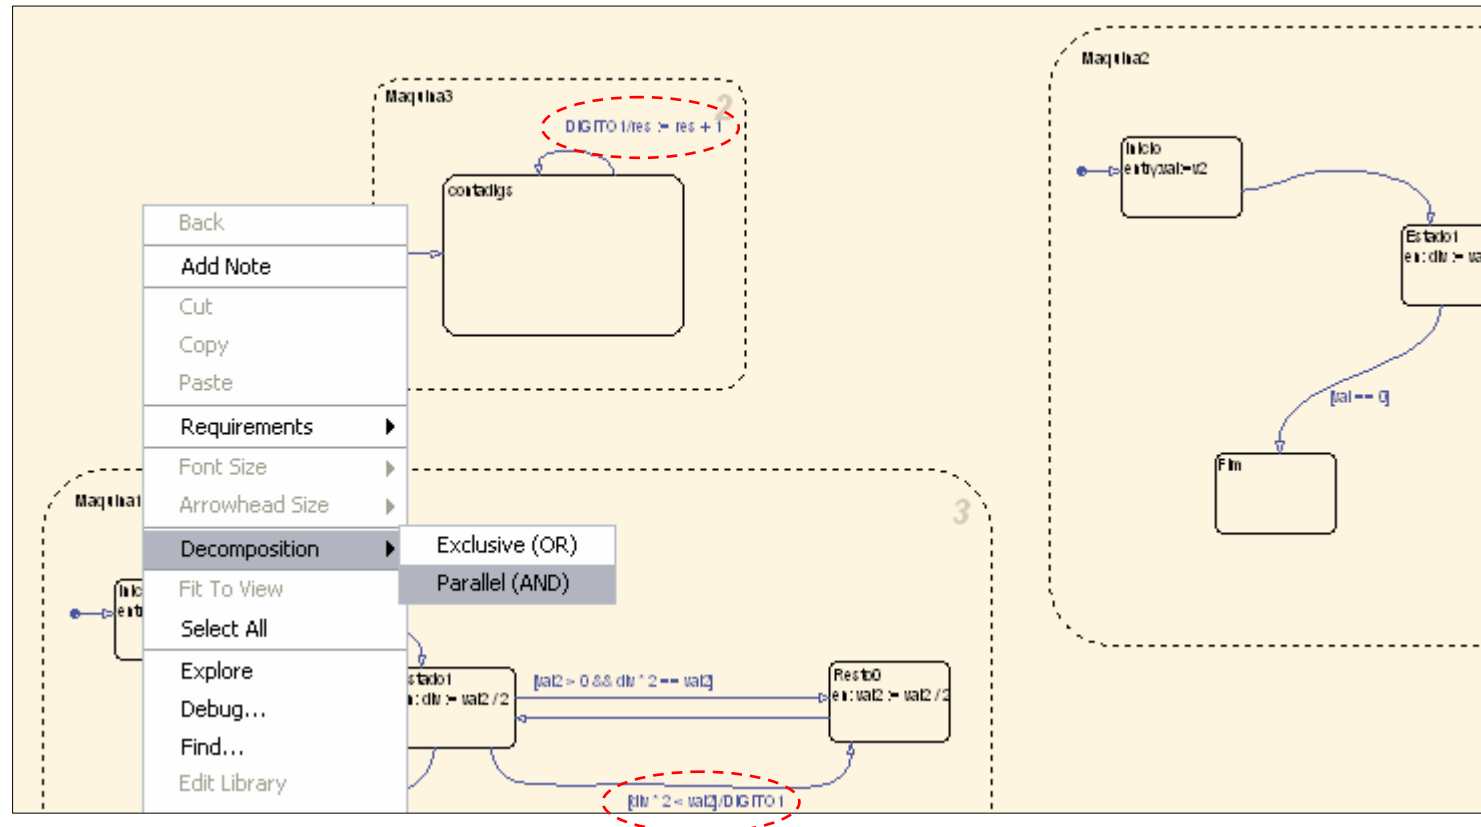 Maquina2
Maquina3
2
DIGITO1/res := res + 1
Inicio
entry:val:=v2
contadigs
Back
Estado1
en: div := va
Add Note
Cut
Copy
Paste
[val == 0]
Requirements
Font Size
Fim
Maquina1
Arrowhead Size
3
Decomposition
Exclusive (OR)
Parallel (AND)
Inic
entr
Fit To View
Select All
Explore
stado1
n: div := val2 / 2
[val2 > 0 && div * 2 == val2]
Resto0
en: val2 := val2 / 2
Debug...
Find...
Edit Library
[div * 2 < val2]/DIGITO1